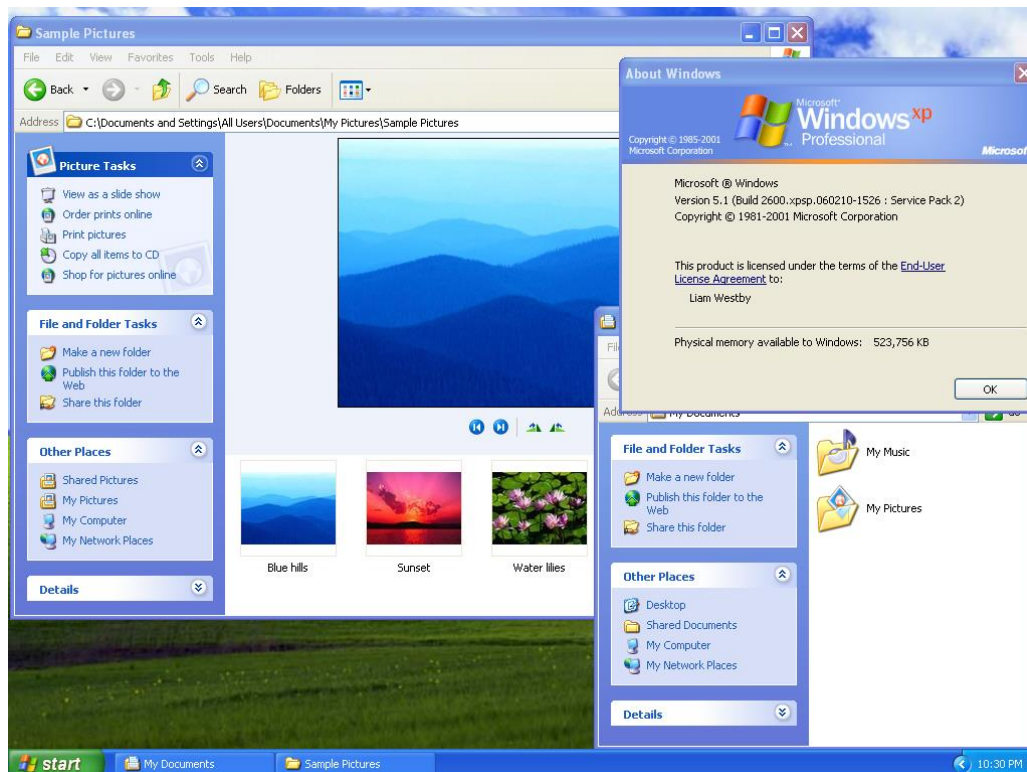 Sample Pictures
File Edit View Favorites Tools Help
Back Search Folders
Address C:\Documents and Settings\All Users\Documents\My Pictures\Sample Pictures
Picture Tasks
View as a slide show
Order prints online
Print pictures
Copy all items to CD
Shop for pictures online
File and Folder Tasks
Make a new folder
Publish this folder to the
Web
Share this folder
Other Places
Shared Pictures
My Pictures
My Computer
My Network Places
Details
Blue hills Sunset Water lilies
About Windows
Copyright © 1985-2001
Microsoft Corporation
Microsoft®
Windows xp
Professional
Microsoft
Microsoft ® Windows
Version 5.1 (Build 2600.xpsp.060210-1526 : Service Pack 2)
Copyright © 1981-2001 Microsoft Corporation
This product is licensed under the terms of the End-User
License Agreement to:
Liam Westby
Physical memory available to Windows: 523,756 KB
OK
My Documents
File and Folder Tasks
Make a new folder
Publish this folder to the
Web
Share this folder
Other Places
Desktop
Shared Documents
My Computer
My Network Places
Details
My Music
My Pictures
start My Documents Sample Pictures 10:30 PM